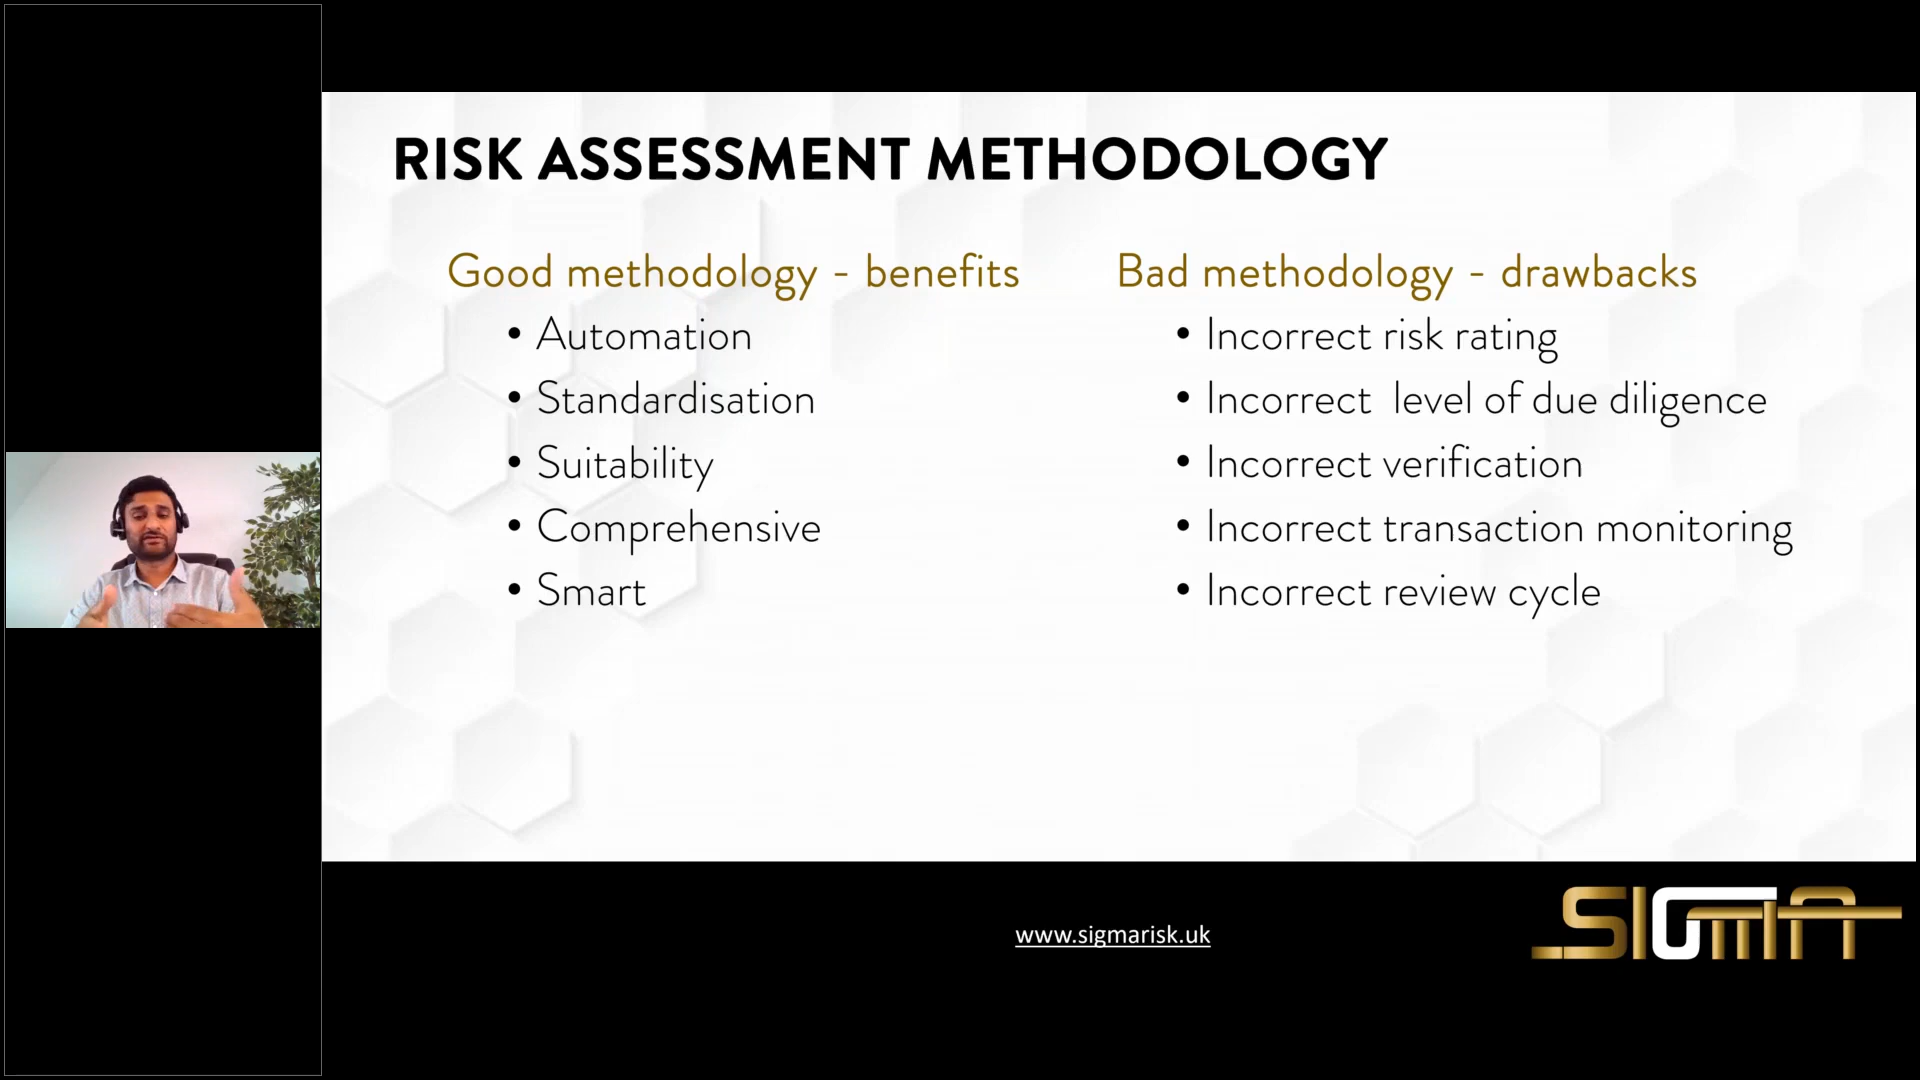 RISK ASSESSMENT METHODOLOGY
Good methodology - benefits
• Automation
• Standardisation
• Suitability
• Comprehensive
• Smart
Bad methodology - drawbacks
• Incorrect risk rating
• Incorrect  level of due diligence
• Incorrect verification
• Incorrect transaction monitoring
• Incorrect review cycle
www.sigmarisk.uk
SIGMA